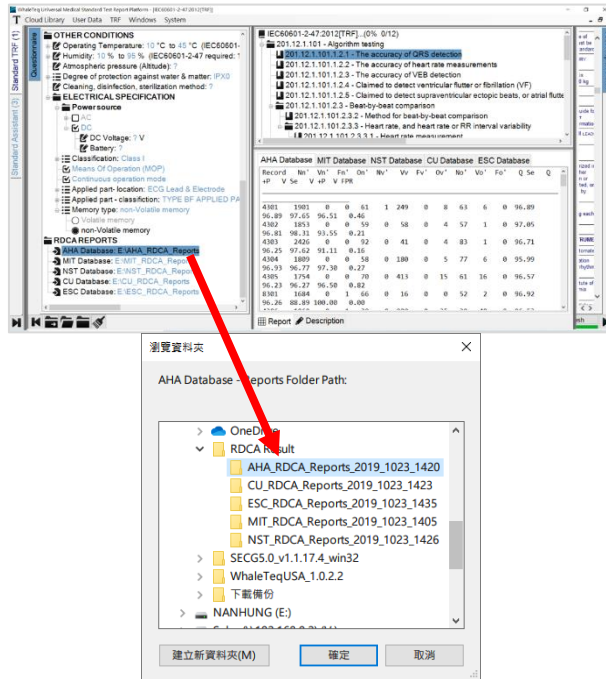 WhaleTeq Universal Medical Standard Test Report Platform - [IEC60601-2-47:2012[TRF]]
T Cloud Library User Data TRF Windows System
Standard TRF (1)
Standard Assistant (3)
Questionnaire
OTHER CONDITIONS
Operating Temperature: 10 °C to 45 °C (IEC60601-
Humidity: 10 % to 95 % (IEC60601-2-47 required: 1
Atmospheric pressure (Altitude): ?
Degree of protection against water & matter: IPX0
Cleaning, disinfection, sterilization method: ?
ELECTRICAL SPECIFICATION
Power source
AC
DC
DC Voltage: ? V
Battery: ?
Classification: Class I
Means Of Operation (MOP)
Continuous operation mode
Applied part- location: ECG Lead & Electrode
Applied part - classifiction: TYPE BF APPLIED PA
Memory type: non-Volatile memory
Volatile memory
non-Volatile memory
RDCA REPORTS
AHA Database: E:\AHA_RDCA_Reports
MIT Database: E:\MIT_RDCA_Reports
NST Database: E:\NST_RDCA_Reports
CU Database: E:\CU_RDCA_Reports
ESC Database: E:\ESC_RDCA_Reports
IEC60601-2-47:2012[TRF]...(0% 0/12)
201.12.1.101 - Algorithm testing
201.12.1.101.2.1 - The accuracy of QRS detection
201.12.1.101.2.2 - The accuracy of heart rate measurements
201.12.1.101.2.3 - The accuracy of VEB detection
201.12.1.101.2.4 - Claimed to detect ventricular flutter or fibrillation (VF)
201.12.1.101.2.5 - Claimed to detect supraventricular ectopic beats, or atrial flutte
201.12.1.101.2.3 - Beat-by-beat comparison
201.12.1.101.2.3.2 - Method for beat-by-beat comparison
201.12.1.2.3.3 - Heart rate, and heart rate or RR interval variability
201.12.1.101.2.3.3.1 - Heart rate measurement
AHA Database MIT Database NST Database CU Database ESC Database
Record Nn' Vn' Fn' On' Nv' Vv Fv' Ov' No' Vo' Fo' Q Se Q
+P V Se V +P V FPR
4301 1901 0 0 61 1 249 0 8 63 6 0 96.89
96.89 97.65 96.51 0.46
4302 1853 0 0 59 0 58 0 4 57 1 0 97.05
96.81 98.31 93.55 0.21
4303 2426 0 0 92 0 41 0 4 83 1 0 96.71
96.25 97.62 91.11 0.16
4304 1809 0 0 58 0 180 0 5 77 6 0 95.99
96.93 96.77 97.30 0.27
4305 1754 0 0 70 0 413 0 15 61 16 0 96.57
96.23 96.27 96.50 0.82
8301 1684 0 1 66 0 16 0 0 52 2 0 96.92
96.26 88.89 100.00 0.00
Report Description
瀏覽資料夾
AHA Database - Reports Folder Path:
OneDrive
RDCA Result
AHA_RDCA_Reports_2019_1023_1420
CU_RDCA_Reports_2019_1023_1423
ESC_RDCA_Reports_2019_1023_1435
MIT_RDCA_Reports_2019_1023_1405
NST_RDCA_Reports_2019_1023_1426
SECG5.0_v1.1.17.4_win32
WhaleTeqUSA_1.0.2.2
下載備份
NANHUNG (E:)
建立新資料夾(M) 確定 取消